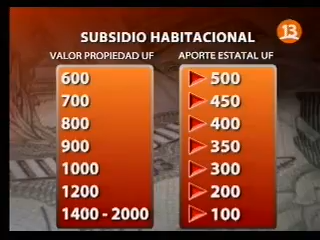 13
SUBSIDIO HABITACIONAL
VALOR PROPIEDAD UF APORTE ESTATAL UF
600 500
700 450
800 400
900 350
1000 300
1200 200
1400 - 2000 100